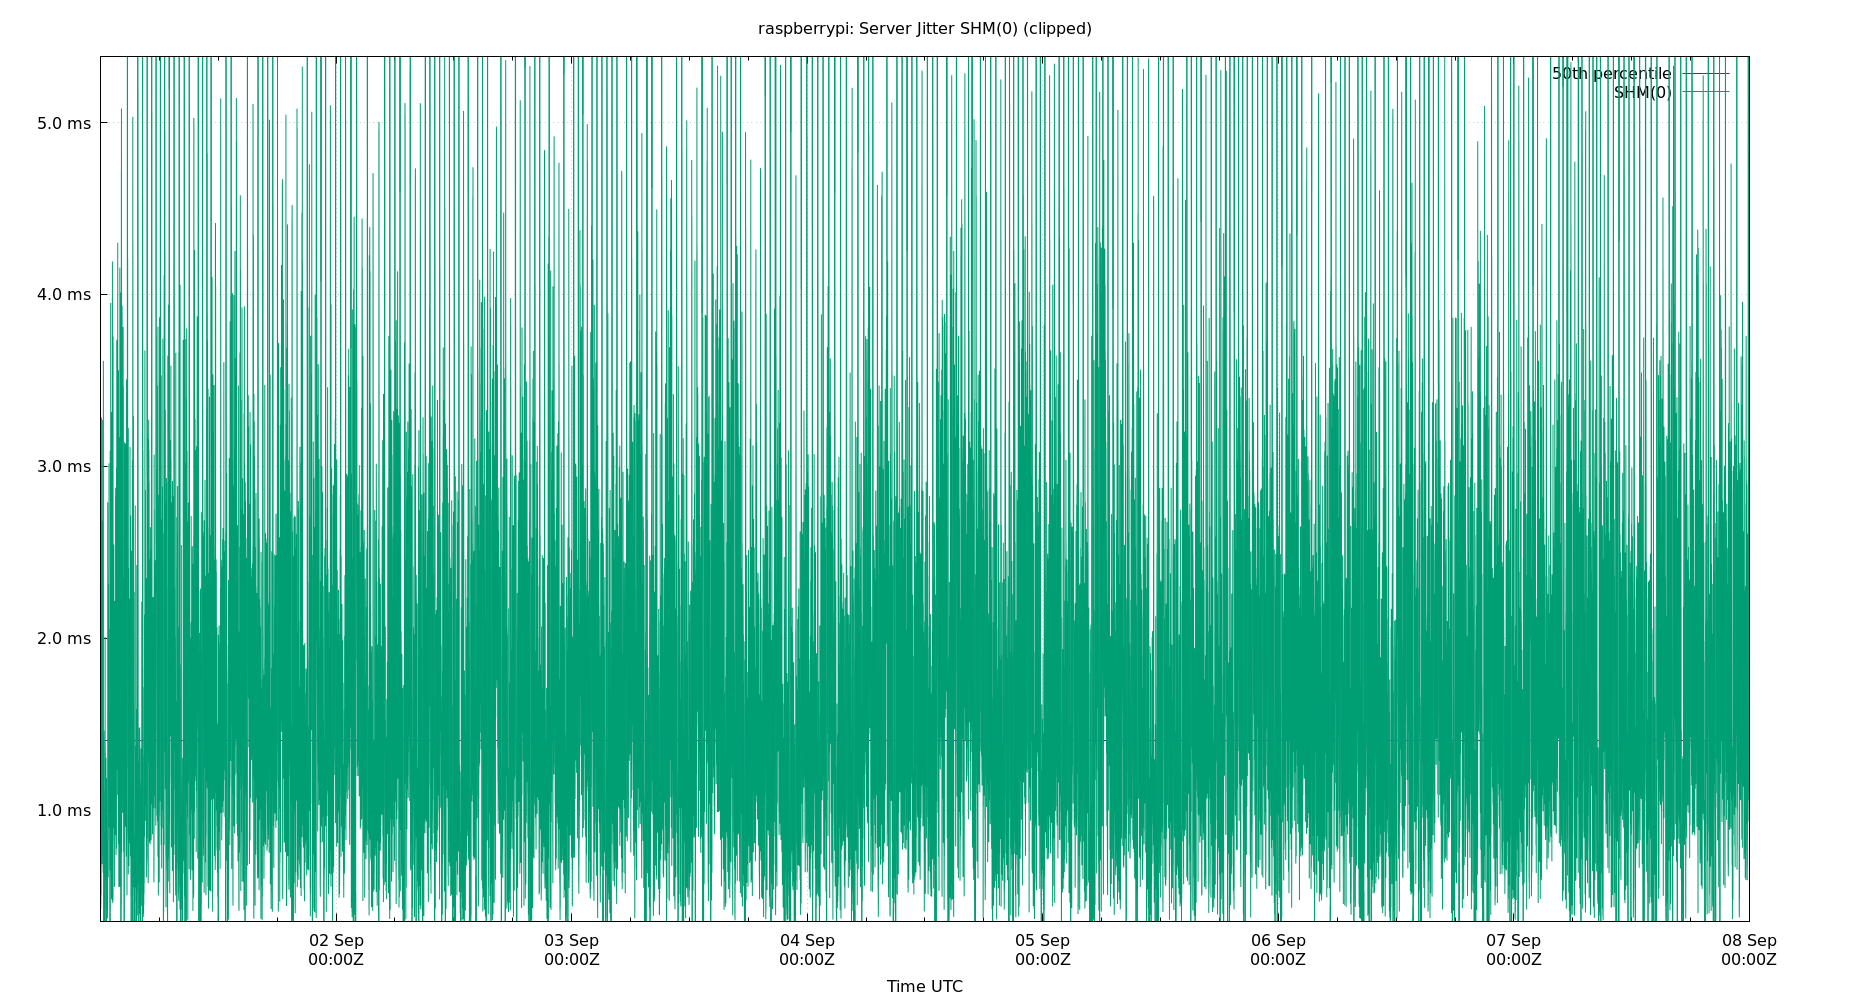 raspberrypi: Server Jitter SHM(0) (clipped)
50th percentile
SHM(0)
5.0 ms
4.0 ms
3.0 ms
2.0 ms
1.0 ms
02 Sep 03 Sep 04 Sep 05 Sep 06 Sep 07 Sep 08 Sep
00:00Z 00:00Z 00:00Z 00:00Z 00:00Z 00:00Z 00:00Z
Time UTC